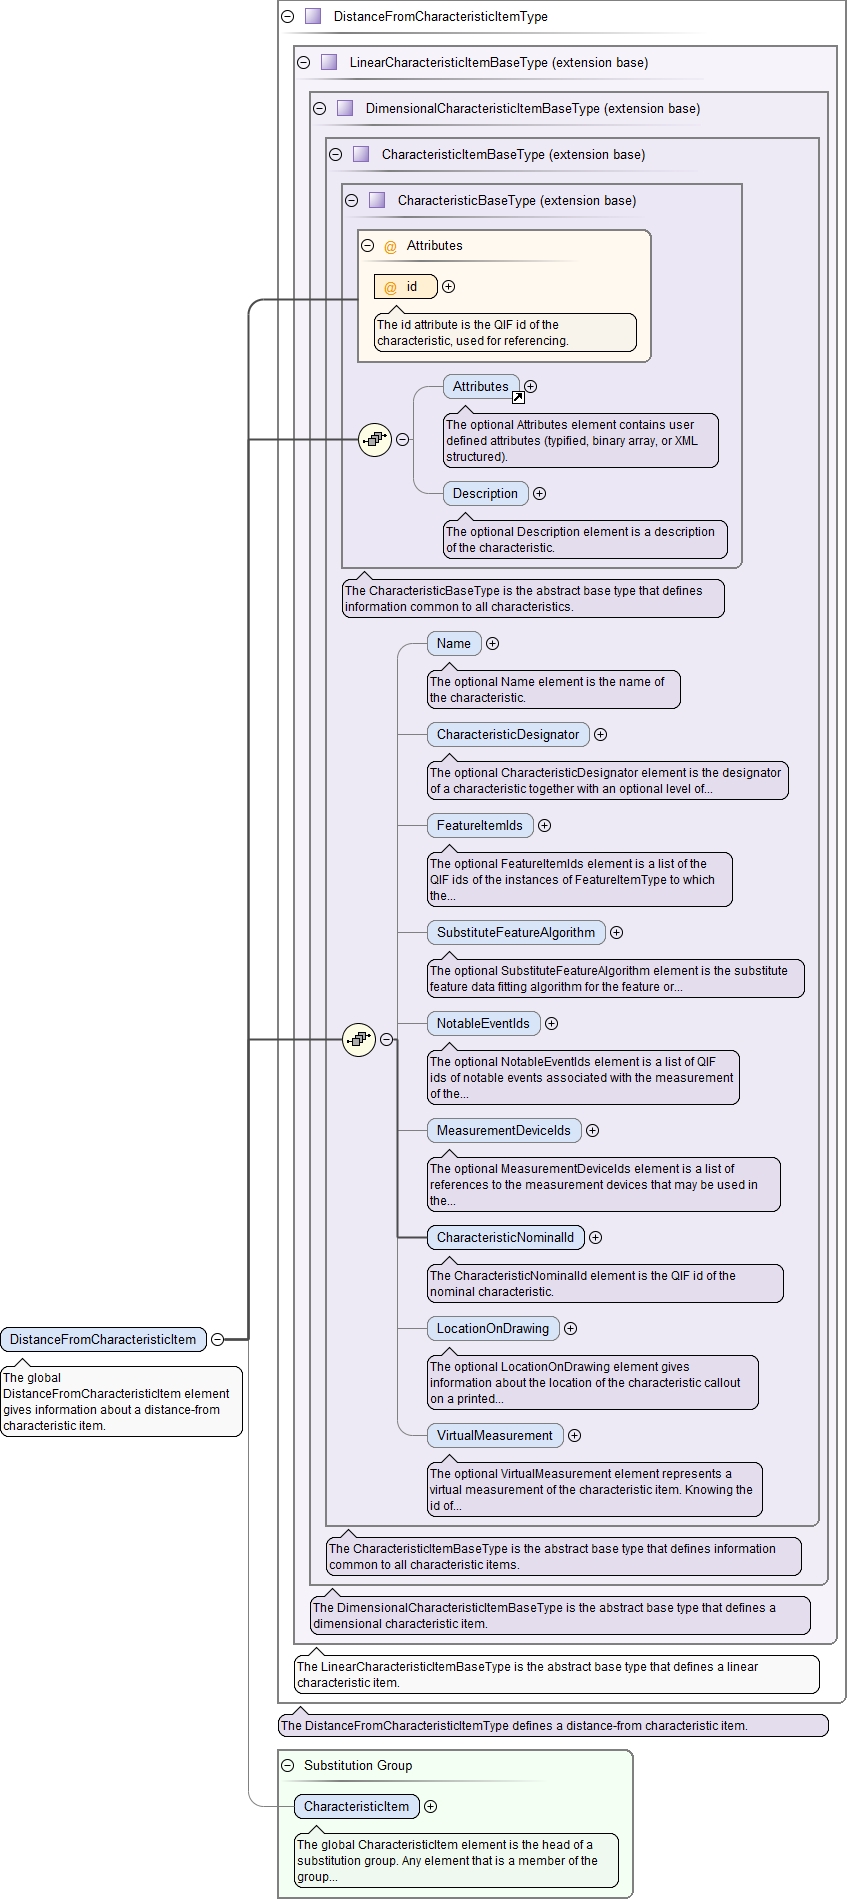 DistanceFromCharacteristicItemType
LinearCharacteristicItemBaseType (extension base)
DimensionalCharacteristicItemBaseType (extension base)
CharacteristicItemBaseType (extension base)
CharacteristicBaseType (extension base)
@ Attributes
@ id
The id attribute is the QIF id of the
characteristic, used for referencing.
Attributes
The optional Attributes element contains user
defined attributes (typified, binary array, or XML
structured).
Description
The optional Description element is a description
of the characteristic.
The CharacteristicBaseType is the abstract base type that defines
information common to all characteristics.
Name
The optional Name element is the name of
the characteristic.
CharacteristicDesignator
The optional CharacteristicDesignator element is the designator
of a characteristic together with an optional level of...
FeatureItemIds
The optional FeatureItemIds element is a list of the
QIF ids of the instances of FeatureItemType to which
the...
SubstituteFeatureAlgorithm
The optional SubstituteFeatureAlgorithm element is the substitute
feature data fitting algorithm for the feature or...
NotableEventIds
The optional NotableEventIds element is a list of QIF
ids of notable events associated with the measurement
of the...
MeasurementDeviceIds
The optional MeasurementDeviceIds element is a list of
references to the measurement devices that may be used in
the...
CharacteristicNominalId
The CharacteristicNominalId element is the QIF id of the
nominal characteristic.
LocationOnDrawing
The optional LocationOnDrawing element gives
information about the location of the characteristic callout
on a printed...
VirtualMeasurement
The optional VirtualMeasurement element represents a
virtual measurement of the characteristic item. Knowing the
id of...
DistanceFromCharacteristicItem
The global
DistanceFromCharacteristicItem element
gives information about a distance-from
characteristic item.
The CharacteristicItemBaseType is the abstract base type that defines information
common to all characteristic items.
The DimensionalCharacteristicItemBaseType is the abstract base type that defines a
dimensional characteristic item.
The LinearCharacteristicItemBaseType is the abstract base type that defines a linear
characteristic item.
The DistanceFromCharacteristicItemType defines a distance-from characteristic item.
Substitution Group
CharacteristicItem
The global CharacteristicItem element is the head of a
substitution group. Any element that is a member of the
group...